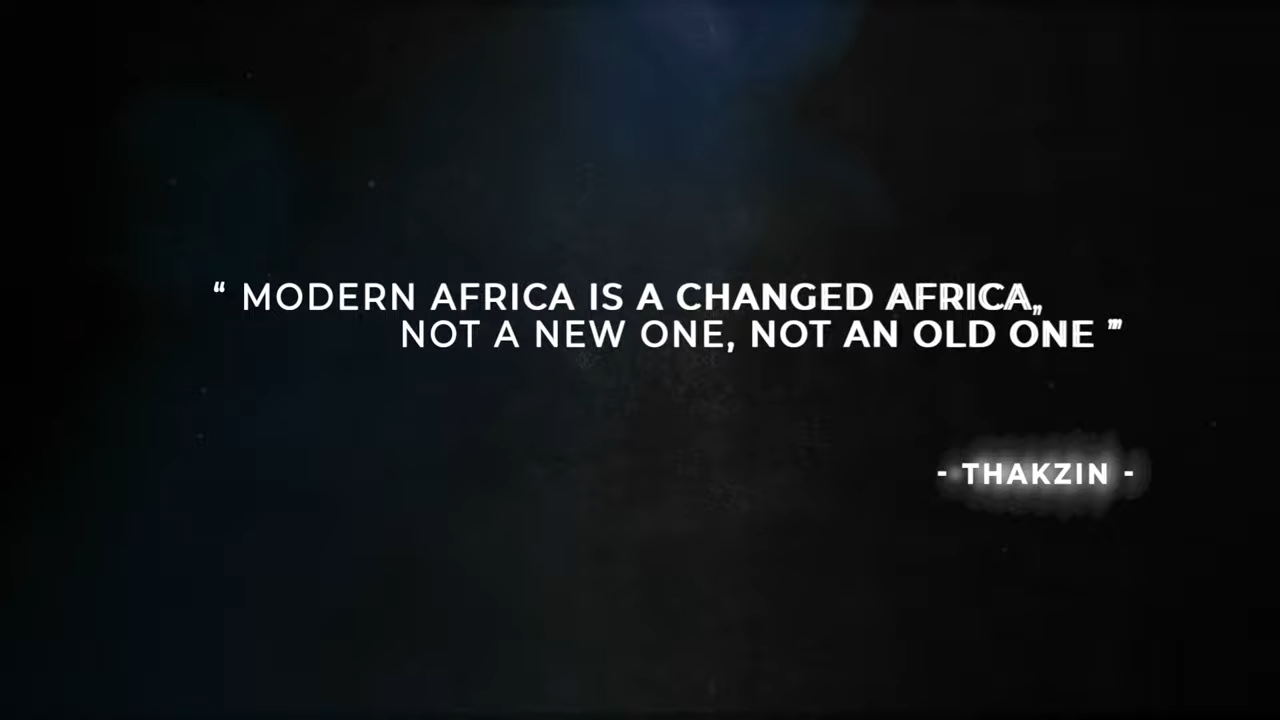 “ MODERN AFRICA IS A CHANGED AFRICA,,
NOT A NEW ONE, NOT AN OLD ONE ”
- THAKZIN -